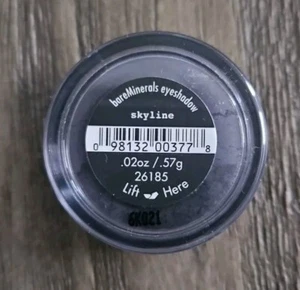 bareMinerals eyeshadow
skyline
0 98132 00377 8
.02oz /.57g
26185
Lift Here